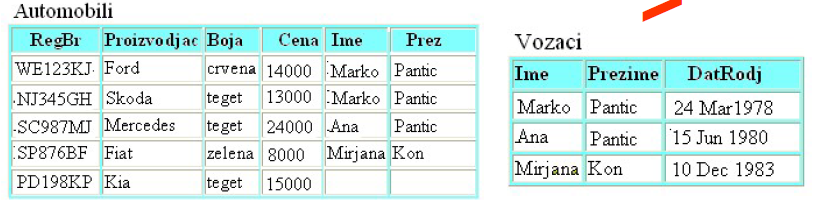 Automobili
RegBr Proizvodjac Boja Cena Ime Prez
WE123KJ Ford crvena 14000 Marko Pantic
NJ345GH Skoda teget 13000 Marko Pantic
SC987MJ Mercedes teget 24000 Ana Pantic
SP876BF Fiat zelena 8000 Mirjana Kon
PD198KP Kia teget 15000
Vozaci
Ime Prezime DatRodj
Marko Pantic 24 Mar1978
Ana Pantic 15 Jun 1980
Mirjana Kon 10 Dec 1983